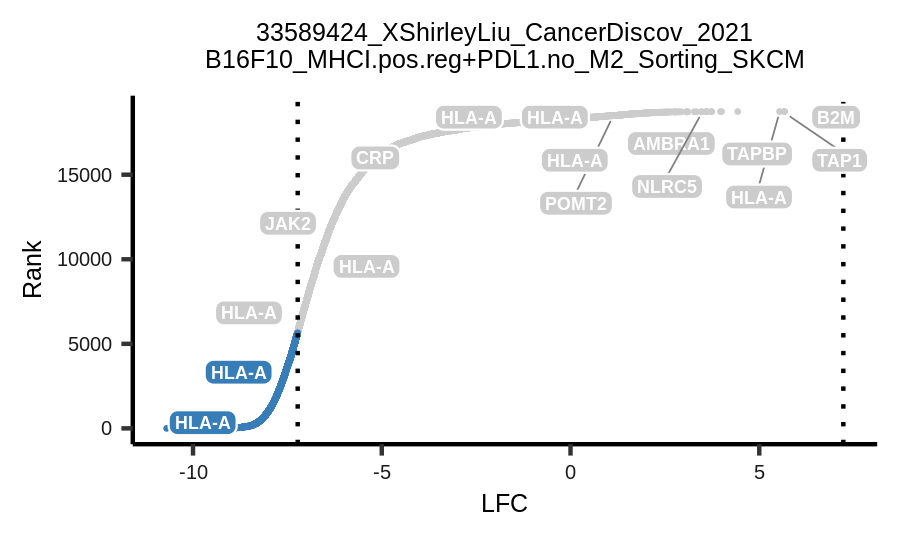 33589424_XShirleyLiu_CancerDiscov_2021
B16F10_MHCI.pos.reg+PDL1.no_M2_Sorting_SKCM
HLA-A HLA-A B2M
CRP HLA-A AMBRA1 TAPBP TAP1
NLRC5
POMT2 HLA-A
JAK2
HLA-A
HLA-A
HLA-A
HLA-A
Rank
15000
10000
5000
0
-10 -5 0 5
LFC